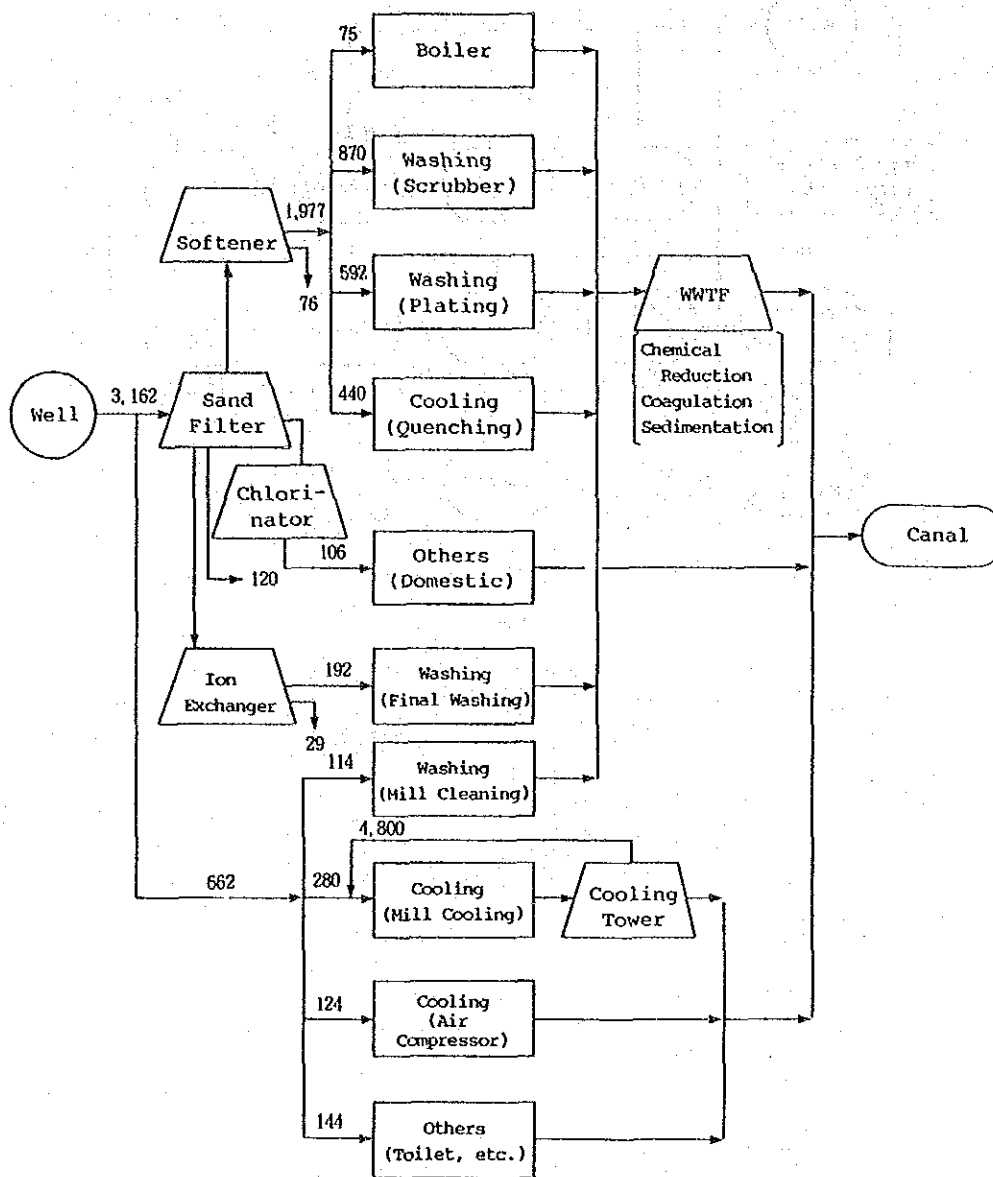 75
Boiler
870
Washing
(Scrubber)
1,977
Softener
76
592
Washing
(Plating)
WWTF
Chemical
Reduction
Coagulation
Sedimentation
440
Cooling
(Quenching)
3,162
Well
Sand
Filter
Chlori-
nator
106
120
Others
(Domestic)
Canal
Ion
Exchanger
192
29
Washing
(Final Washing)
114
Washing
(Mill Cleaning)
4,800
662
280
Cooling
(Mill Cooling)
Cooling
Tower
124
Cooling
(Air
Compressor)
144
Others
(Toilet, etc.)